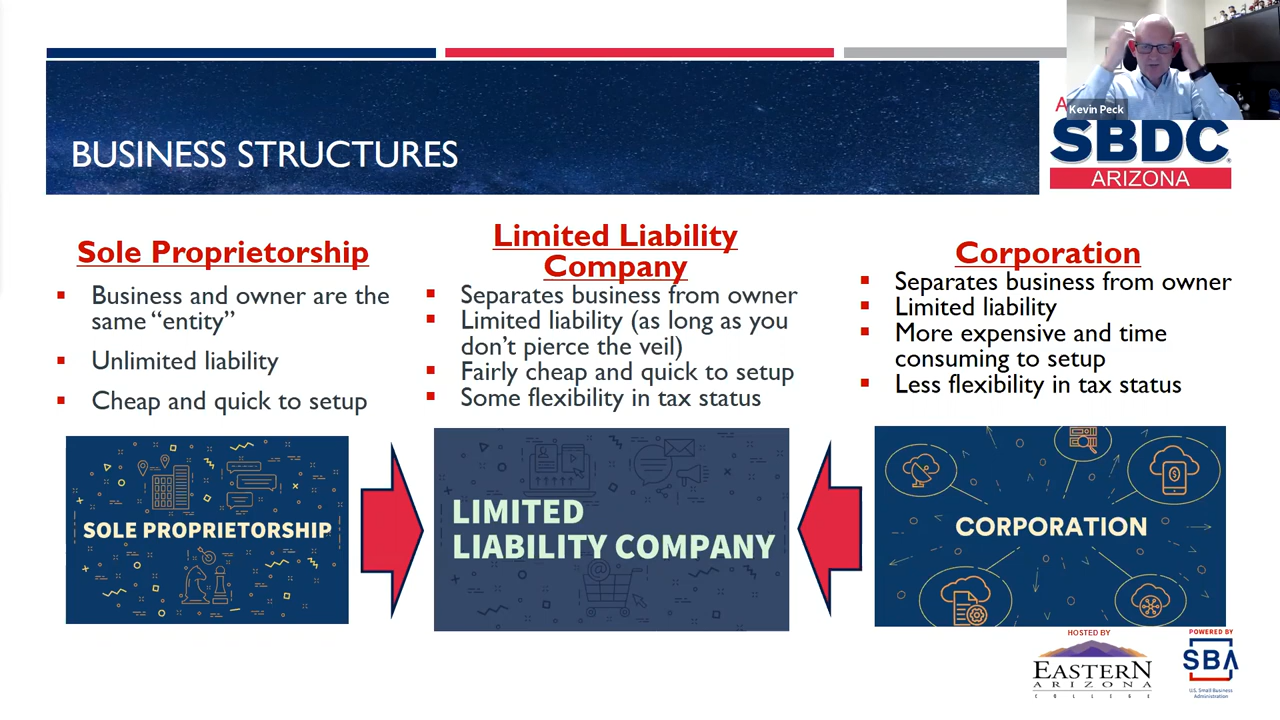 Kevin Peck
BUSINESS STRUCTURES
A
SBDC
ARIZONA
Sole Proprietorship
Business and owner are the
same “entity”
Unlimited liability
Cheap and quick to setup
Limited Liability
Company
Separates business from owner
Limited liability (as long as you
don’t pierce the veil)
Fairly cheap and quick to setup
Some flexibility in tax status
Corporation
Separates business from owner
Limited liability
More expensive and time
consuming to setup
Less flexibility in tax status
SOLE PROPRIETORSHIP
LIMITED
LIABILITY COMPANY
CORPORATION
HOSTED BY
EASTERN
ARIZONA
COLLEGE
POWERED BY
SBA
U.S. Small Business
Administration